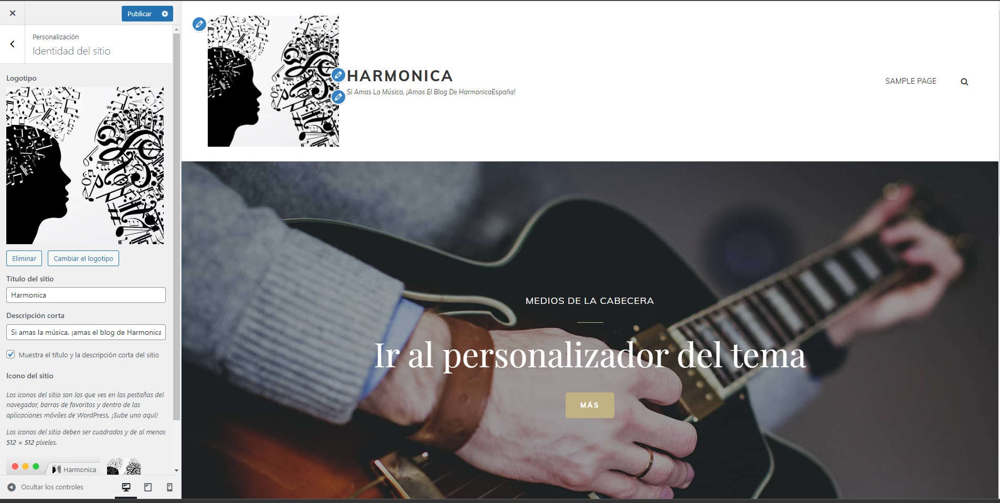 Publicar
Personalización
Identidad del sitio
Logotipo
Eliminar
Cambiar el logotipo
Título del sitio
Harmonica
Descripción corta
Si amas la música, ¡amas el blog de Harmonica
Muestra el título y la descripción corta del sitio
Icono del sitio
Los iconos del sitio son los que ves en las pestañas del
navegador, barras de favoritos y dentro de las
aplicaciones móviles de WordPress. ¡Sube uno aquí!
Los iconos del sitio deben ser cuadrados y de al menos
512 × 512 píxeles.
Harmonica
Ocultar los controles
HARMONICA
Si Amas La Música, ¡Amas El Blog De HarmonicaEspaña!
SAMPLE PAGE
MEDIOS DE LA CABECERA
Ir al personalizador del tema
MÁS